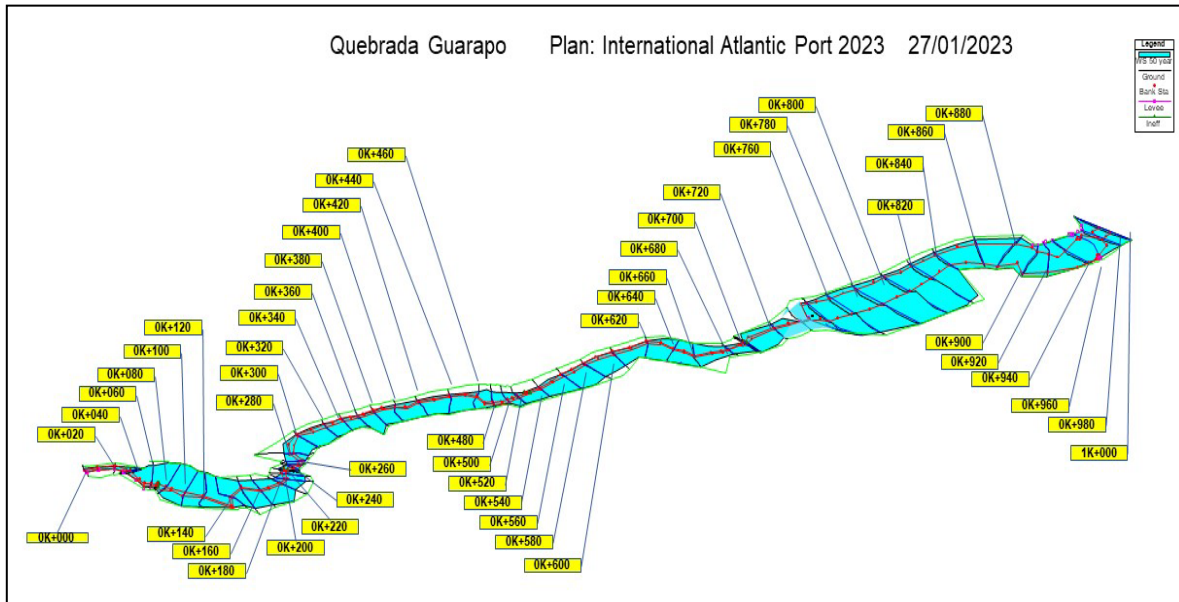 Quebrada Guarapo Plan: International Atlantic Port 2023 27/01/2023
Legend
WS 50 year
Ground
Bank Sta
Levee
Ineff
0K+000
0K+020
0K+040
0K+060
0K+080
0K+100
0K+120
0K+140
0K+160
0K+180
0K+200
0K+220
0K+240
0K+260
0K+280
0K+300
0K+320
0K+340
0K+360
0K+380
0K+400
0K+420
0K+440
0K+460
0K+480
0K+500
0K+520
0K+540
0K+560
0K+580
0K+600
0K+620
0K+640
0K+660
0K+680
0K+700
0K+720
0K+760
0K+780
0K+800
0K+820
0K+840
0K+860
0K+880
0K+900
0K+920
0K+940
0K+960
0K+980
1K+000